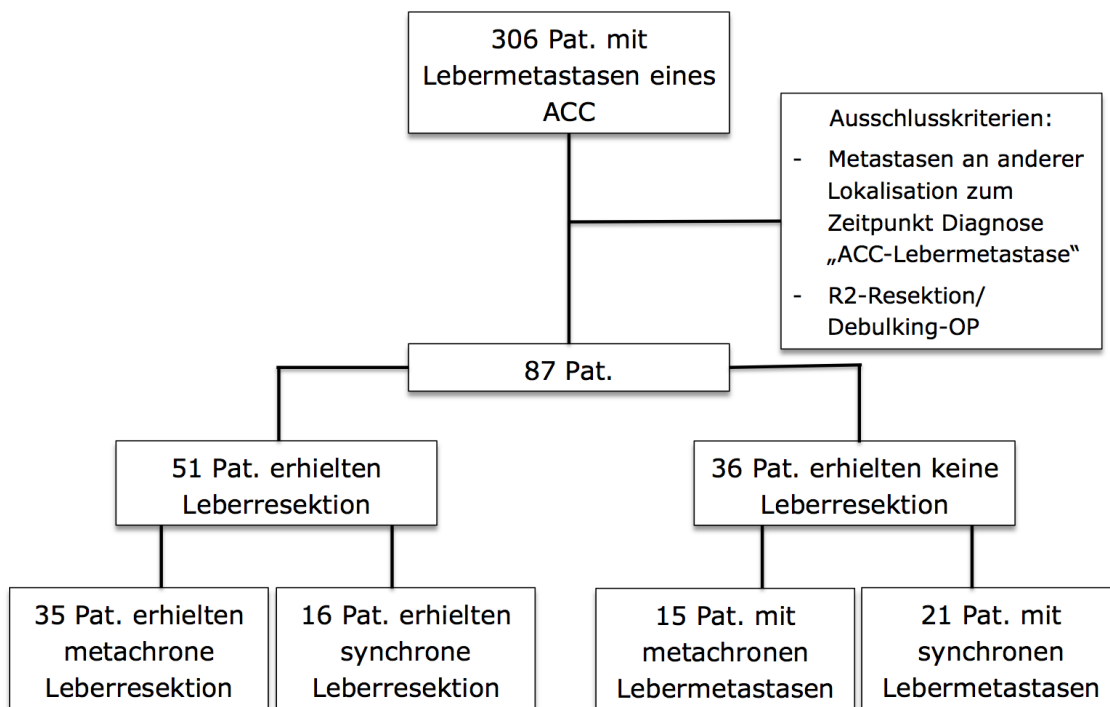 306 Pat. mit
Lebermetastasen eines
ACC
Ausschlusskriterien:
- Metastasen an anderer
Lokalisation zum
Zeitpunkt Diagnose
„ACC-Lebermetastase“
- R2-Resektion/
Debulking-OP
87 Pat.
51 Pat. erhielten
Leberresektion
36 Pat. erhielten keine
Leberresektion
35 Pat. erhielten
metachrone
Leberresektion
16 Pat. erhielten
synchrone
Leberresektion
15 Pat. mit
metachronen
Lebermetastasen
21 Pat. mit
synchronen
Lebermetastasen